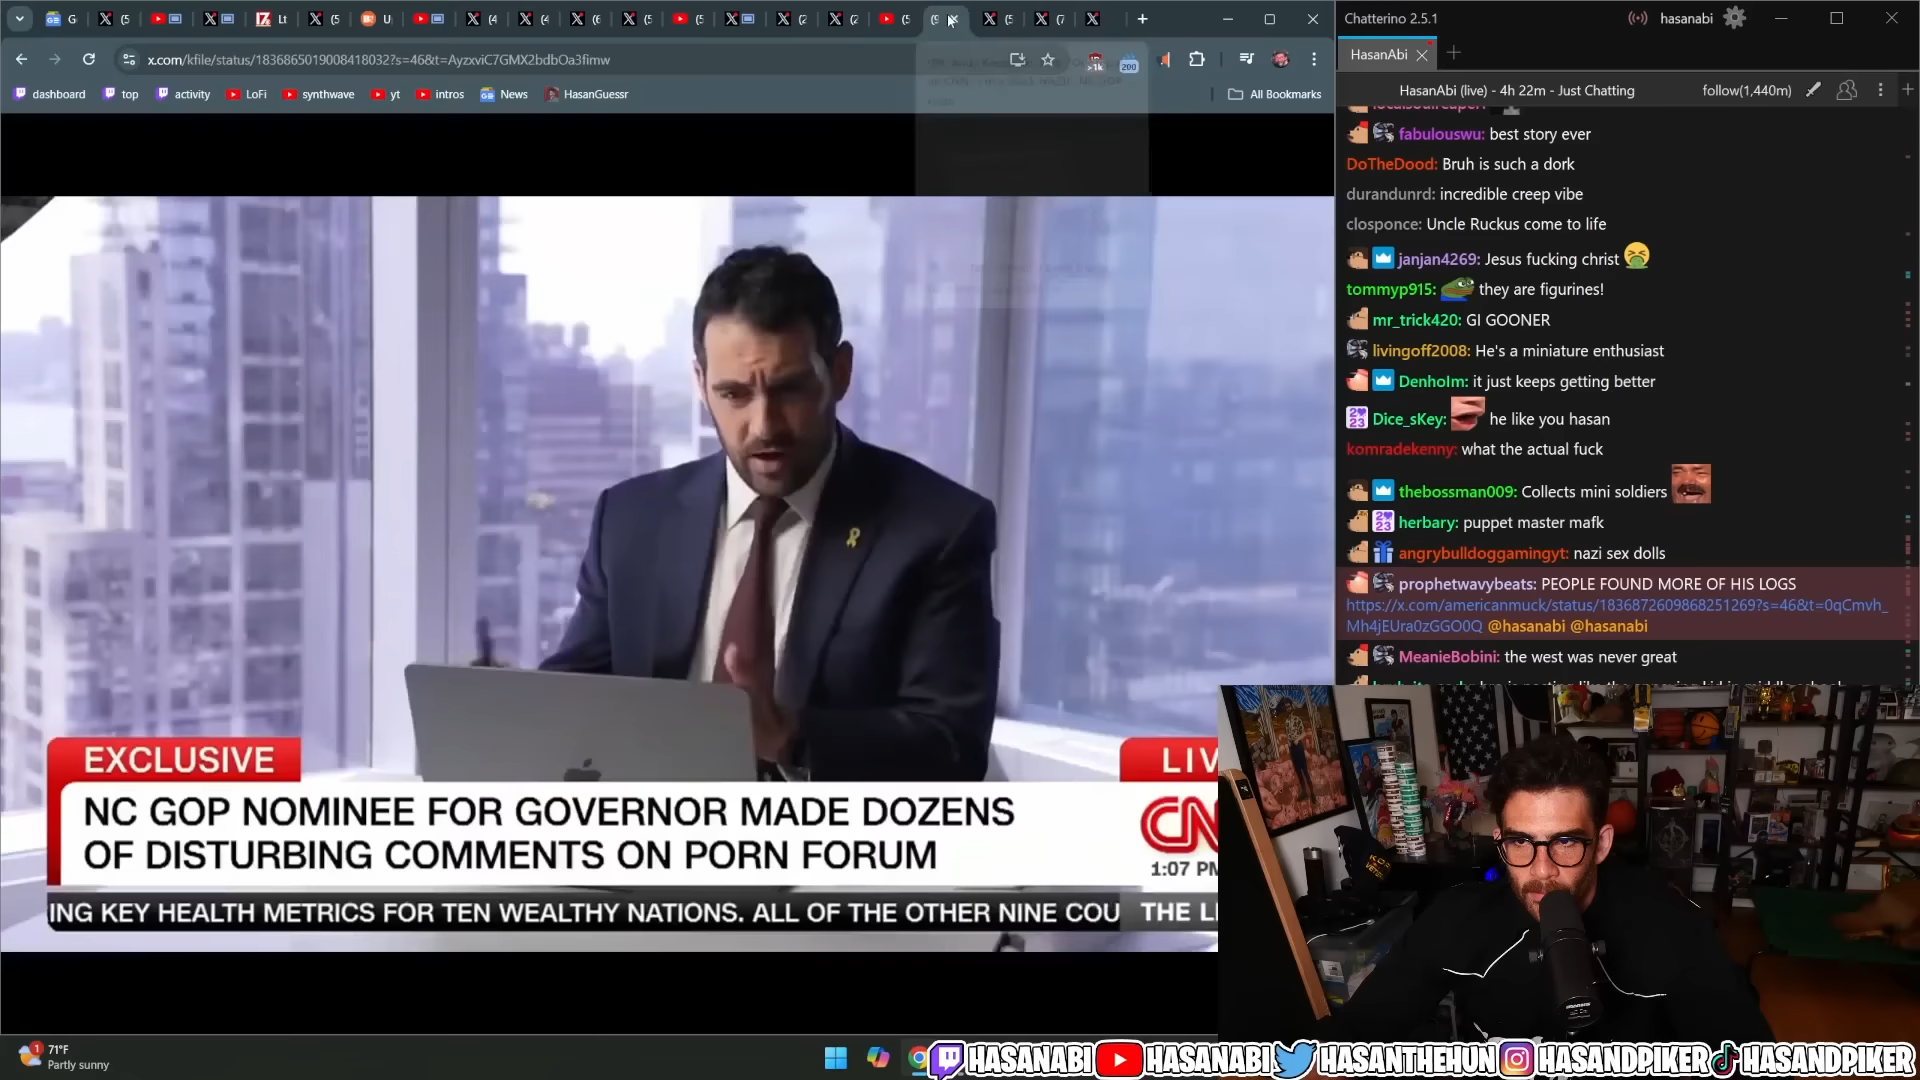 Chatterino 2.5.1
hasanabi
HasanAbi
x.com/kfile/status/1836865019008418032?s=46&t=AyzxviC7GMX2bdbOa3fimw
>1k
200
dashboard
top
activity
LoFi
synthwave
yt
intros
News
HasanGuessr
All Bookmarks
HasanAbi (live) - 4h 22m - Just Chatting
follow(1,440m)
fabulouswu: best story ever
DoTheDood: Bruh is such a dork
durandunrd: incredible creep vibe
closponce: Uncle Ruckus come to life
janjan4269: Jesus fucking christ
tommyp915: they are figurines!
mr_trick420: GI GOONER
livingoff2008: He's a miniature enthusiast
Denholm: it just keeps getting better
Dice_sKey: he like you hasan
komradekenny: what the actual fuck
thebossman009: Collects mini soldiers
herbary: puppet master mafk
angrybulldoggamingyt: nazi sex dolls
prophetwavybeats: PEOPLE FOUND MORE OF HIS LOGS
https://x.com/americanmuck/status/1836872609868251269?s=46&t=0qCmvh_
Mh4jEUra0zGGO0Q @hasanabi @hasanabi
MeanieBobini: the west was never great
EXCLUSIVE
LIV
NC GOP NOMINEE FOR GOVERNOR MADE DOZENS
OF DISTURBING COMMENTS ON PORN FORUM
CN
1:07 PM
ING KEY HEALTH METRICS FOR TEN WEALTHY NATIONS. ALL OF THE OTHER NINE COU
THE L
71°F
Partly sunny
HASANABI
HASANABI
HASANTHEHUN
HASANDPIKER
HASANDPIKER